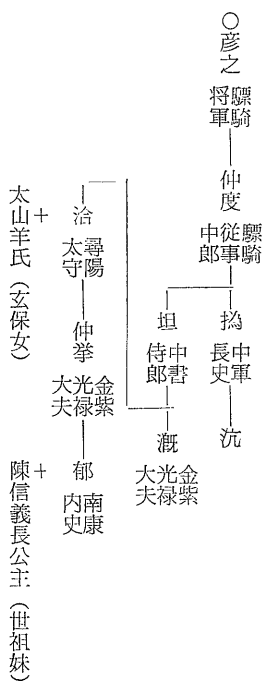 ○彦之
驃騎
将軍
仲度
驃騎
従事
中郎
撝
中軍
長史
沆
坦
中書
侍郎
漑
金紫
光禄
大夫
洽
尋陽
太守
仲挙
金紫
光禄
大夫
郁
南康
内史
+
太山羊氏（玄保女）
+
陳信義長公主（世祖妹）